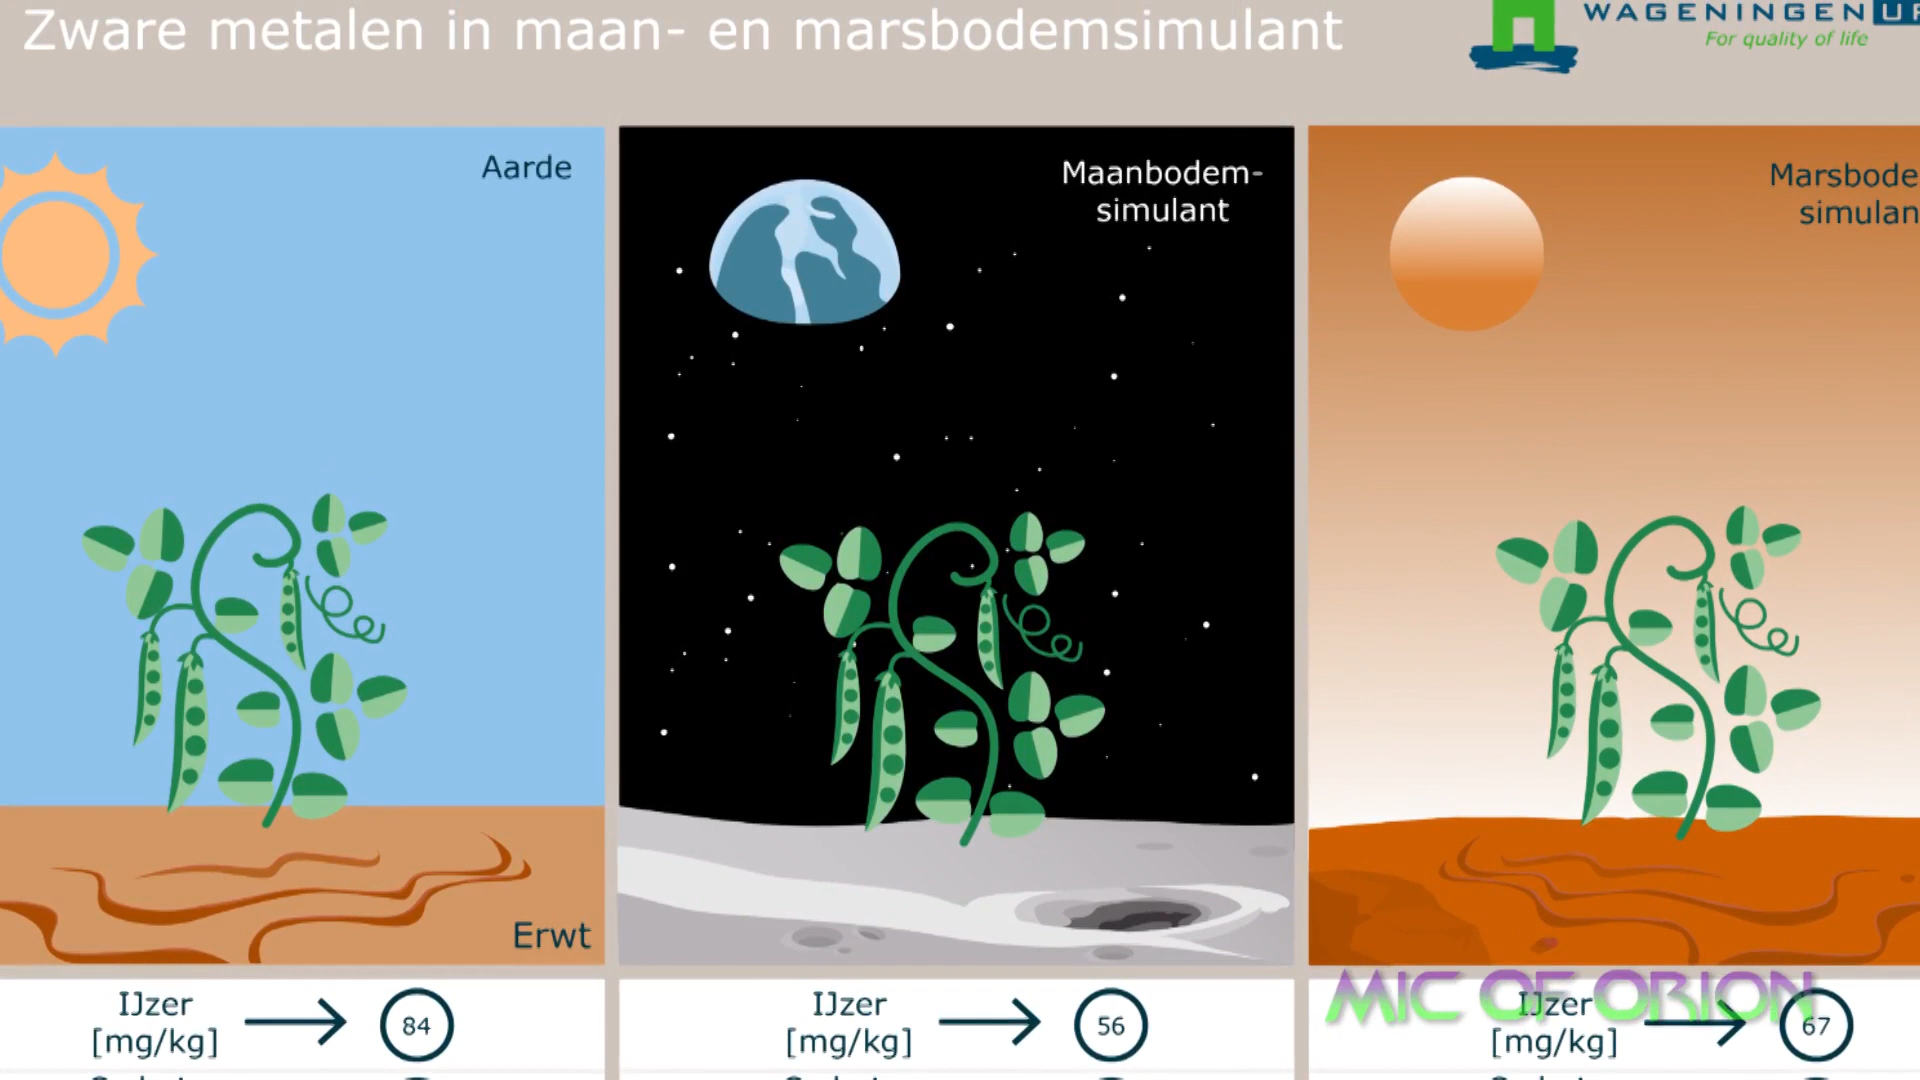 Zware metalen in maan- en marsbodemsimulant
WAGENINGEN
For quality of life
Aarde
Maanbodem-
simulant
Marsbode
simulan
Erwt
MIC OF ORION
IJzer
[mg/kg]
84
IJzer
[mg/kg]
56
IJzer
[mg/kg]
67